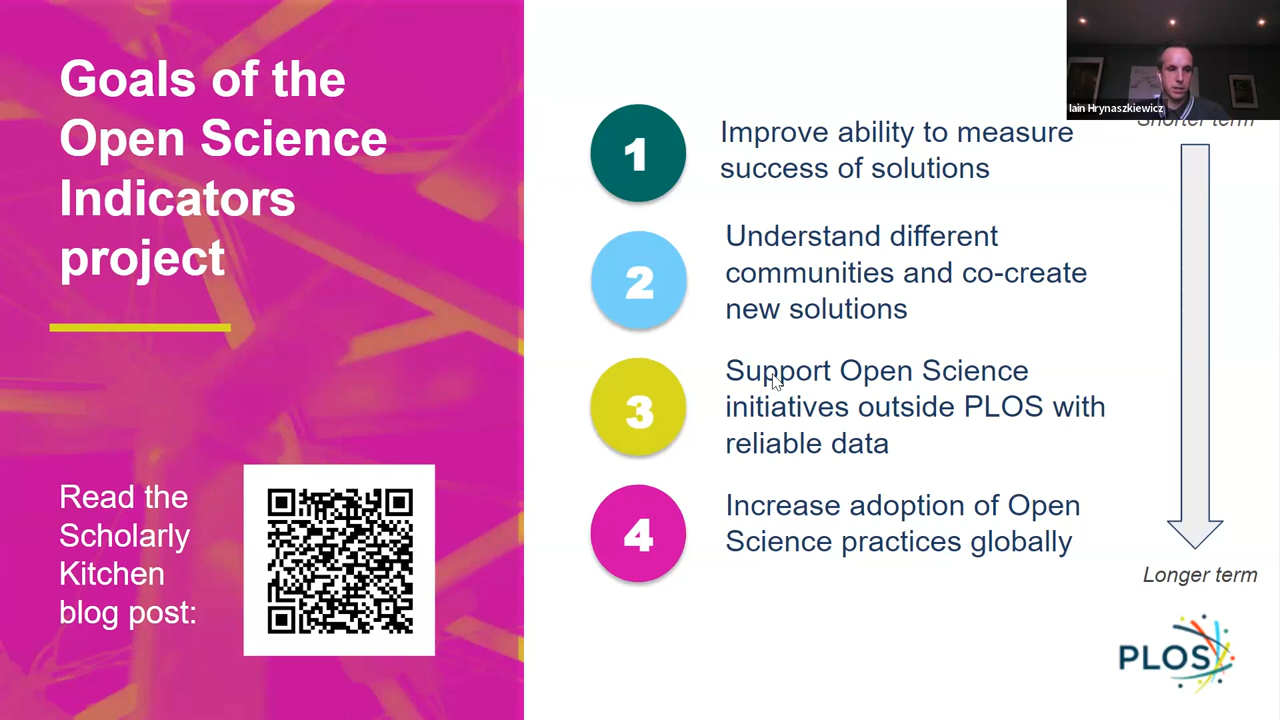 Goals of the
Open Science
Indicators
project
Read the
Scholarly
Kitchen
blog post:
1
Improve ability to measure
success of solutions
2
Understand different
communities and co-create
new solutions
3
Support Open Science
initiatives outside PLOS with
reliable data
4
Increase adoption of Open
Science practices globally
Iain Hrynaszkiewicz
Shorter term
Longer term
PLOS